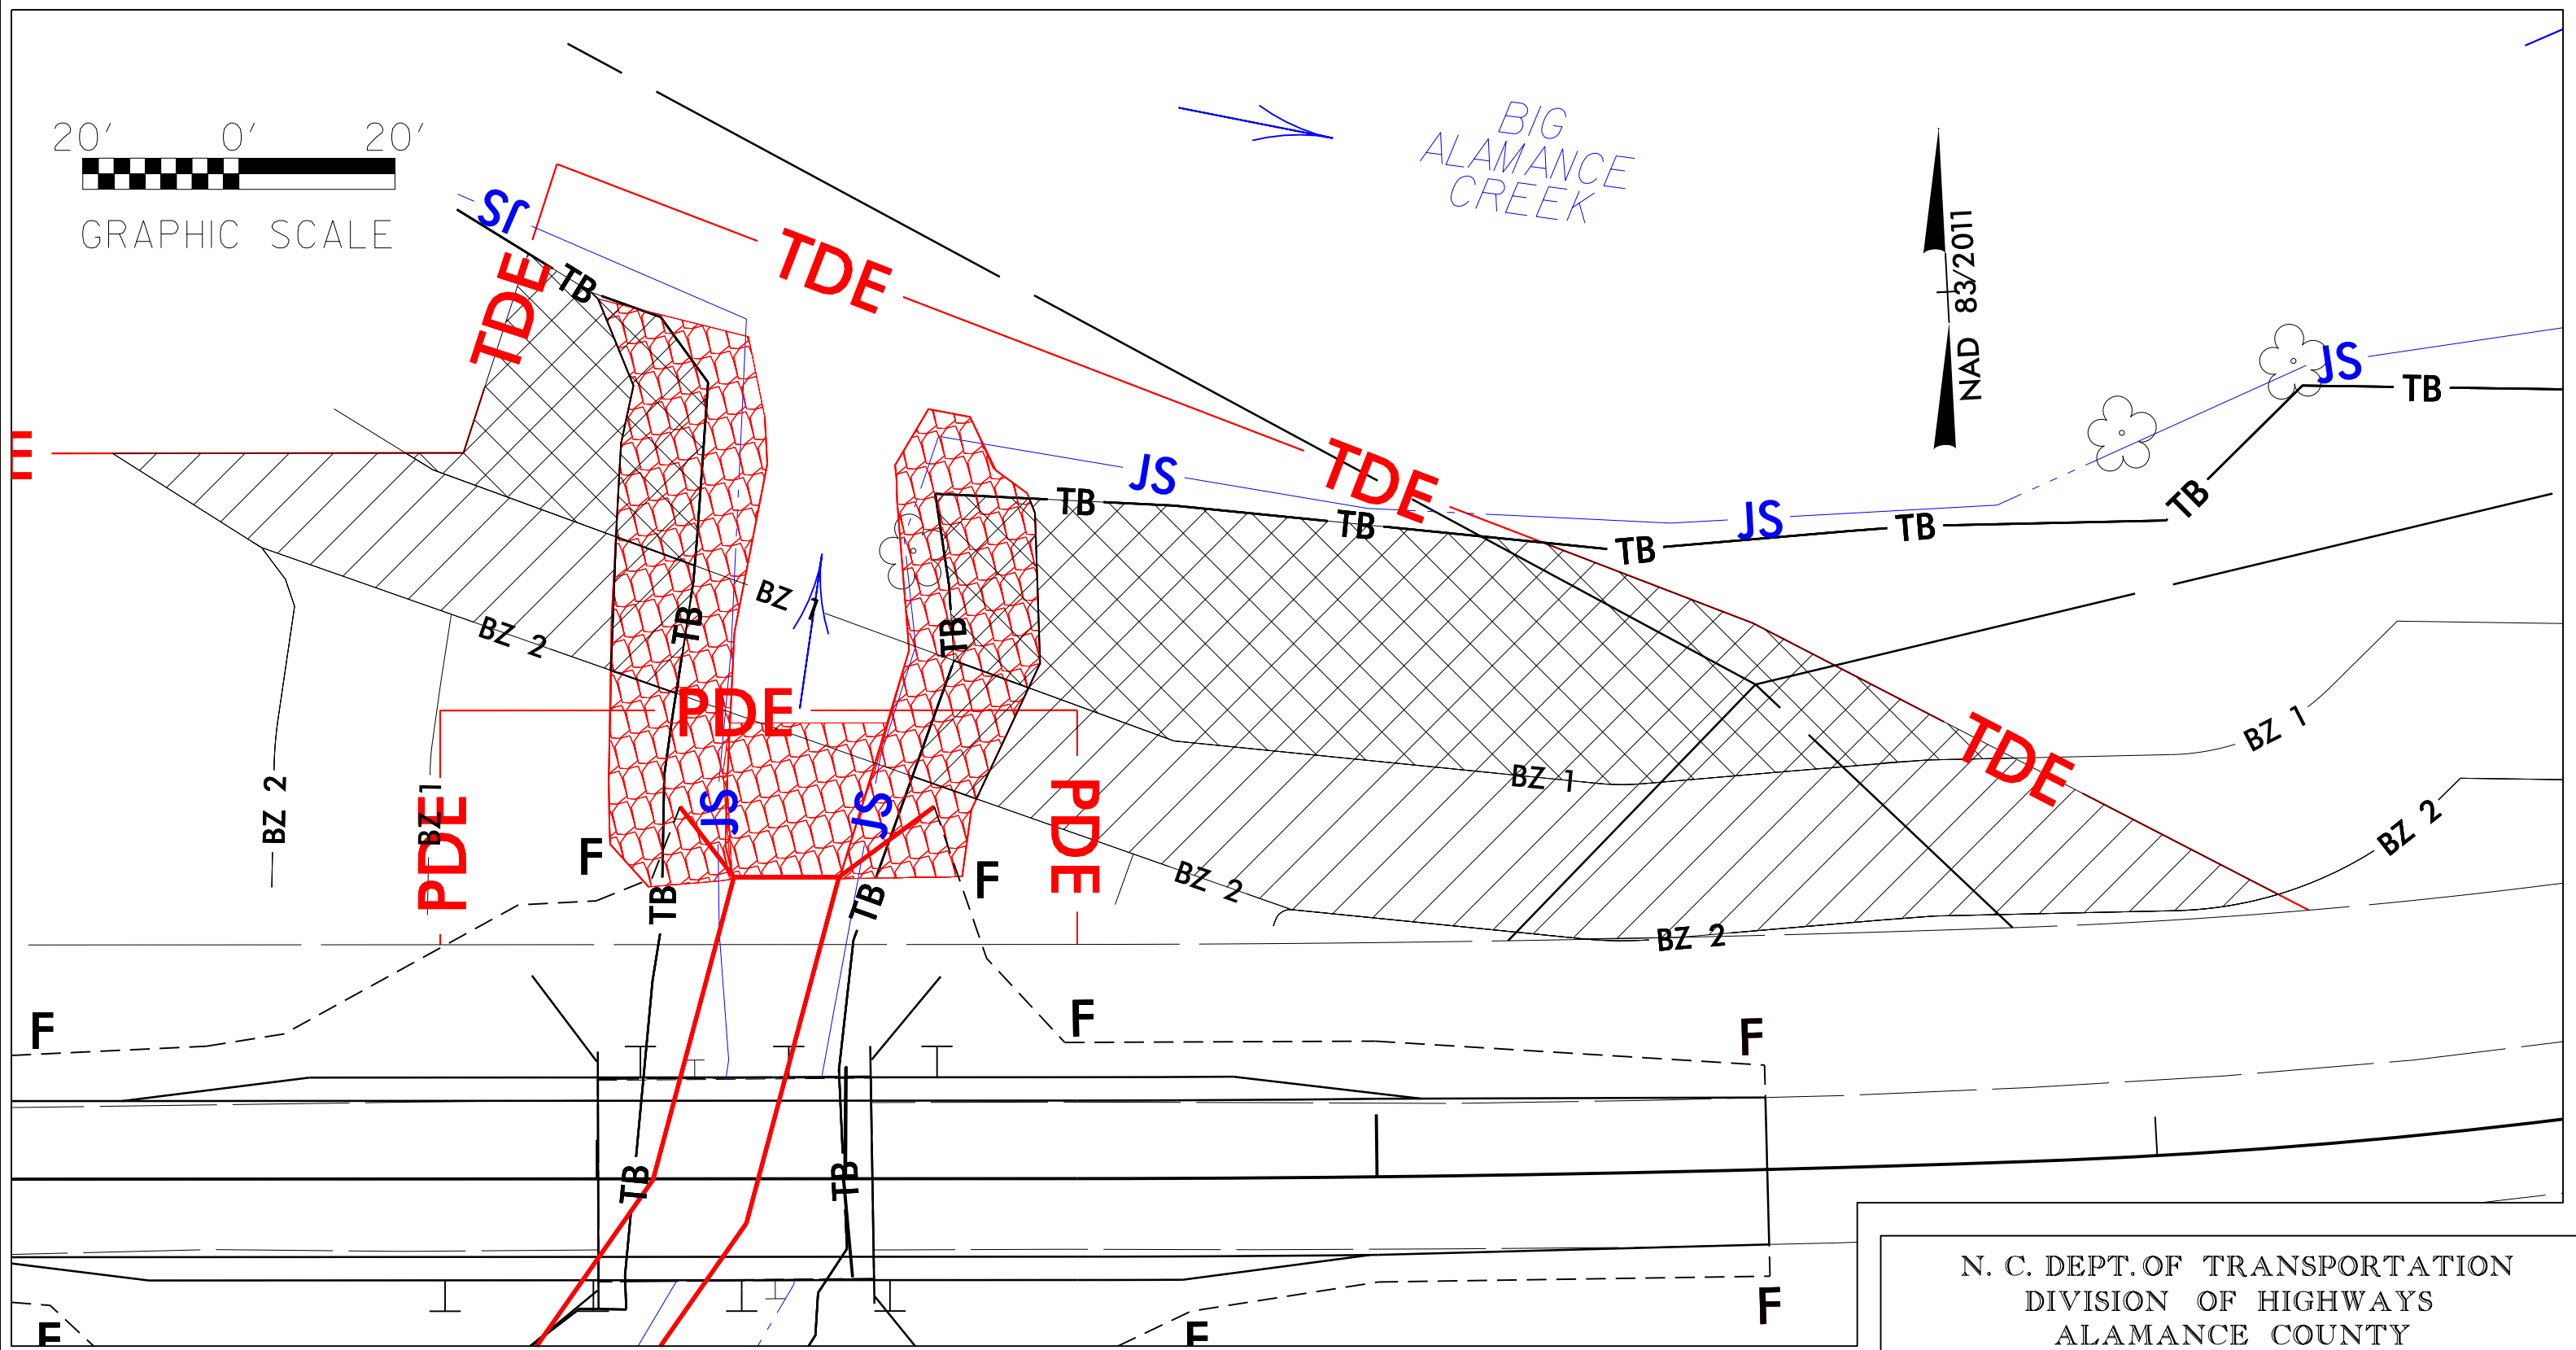 20' 0' 20'
GRAPHIC SCALE
BIG
ALAMANCE
CREEK
NAD 83/2011
JS
TB
TDE
TDE
E
JS
TDE
JS
TB
TB
TB
JS
TB
TB
JS
TB
BZ 1
TB
TB
BZ 2
PDE
BZ 1
TDE
BZ 1
BZ 2
BZ 1
PDE
JS
JS
PDE
BZ 2
F
F
BZ 2
TB
TB
BZ 2
F
F
F
TB
TB
F
F
F
N. C. DEPT. OF TRANSPORTATION
DIVISION OF HIGHWAYS
ALAMANCE COUNTY